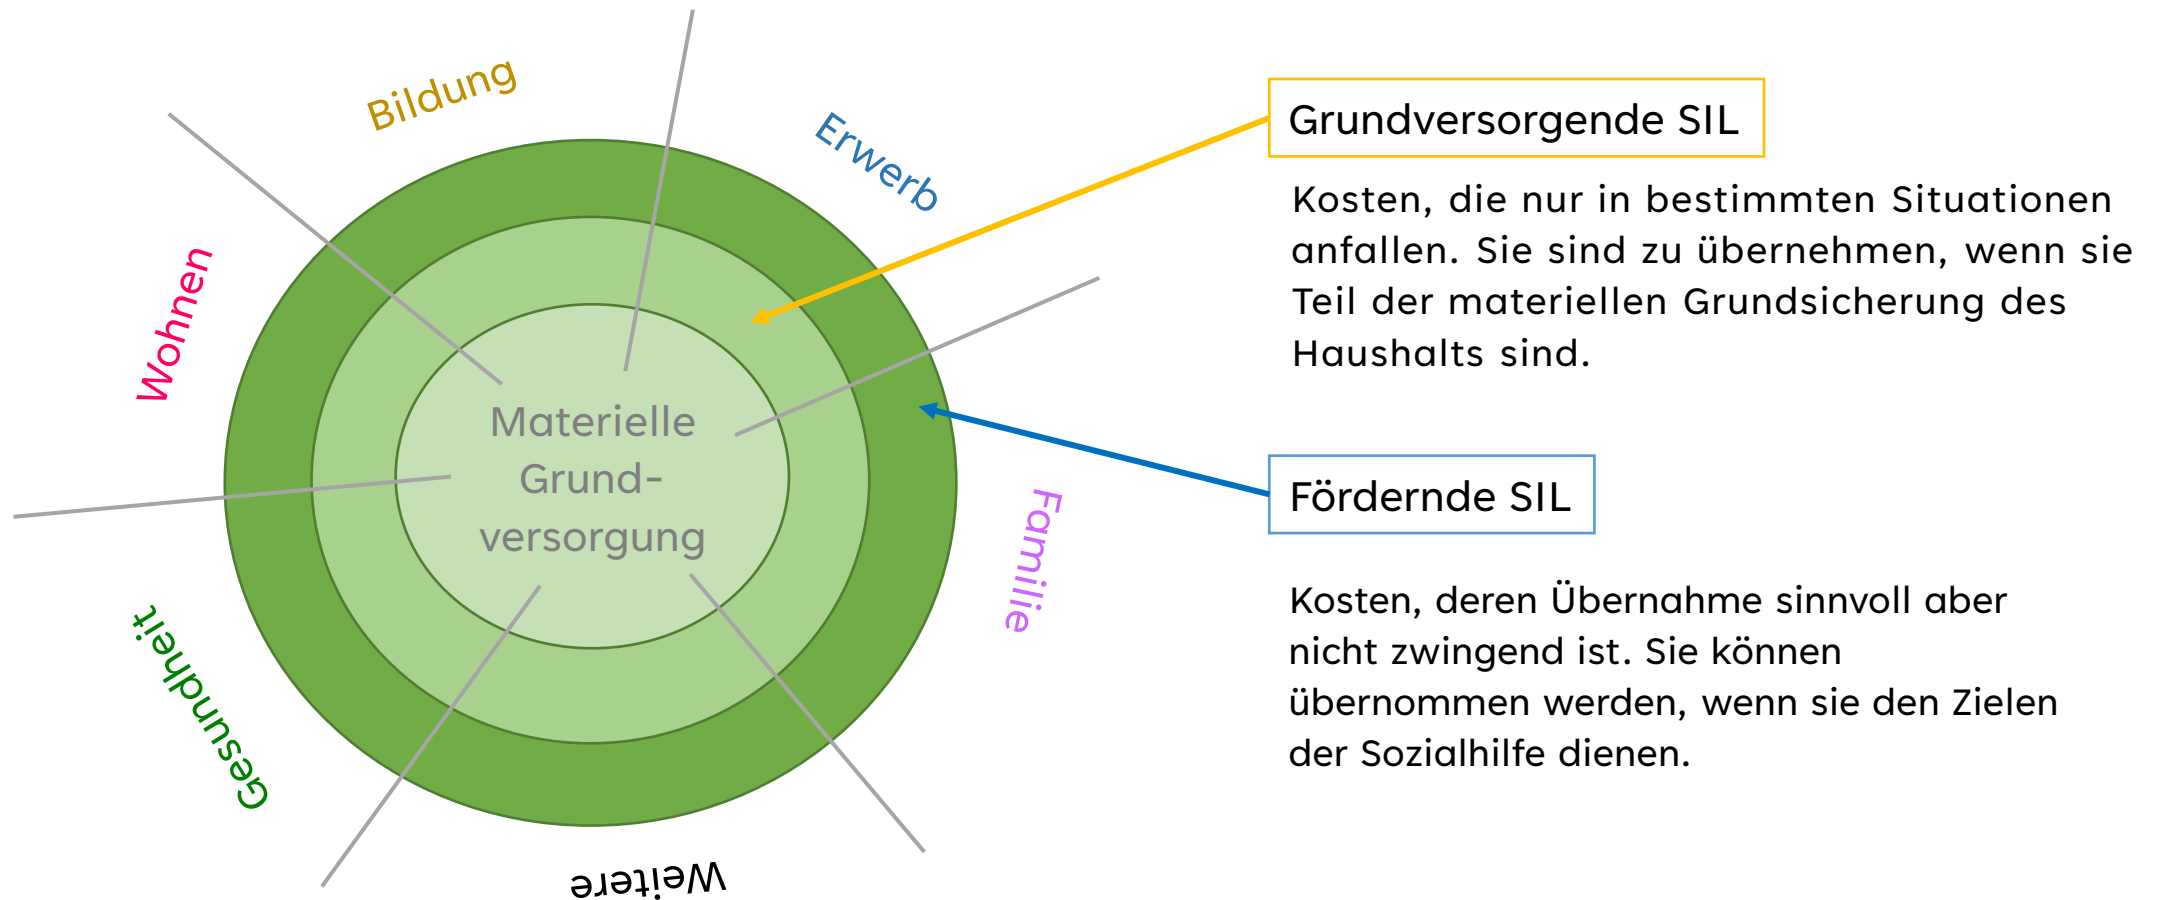 Bildung
Erwerb
Wohnen
Familie
Gesundheit
Weitere
Materielle
Grund-
versorgung
Grundversorgende SIL
Kosten, die nur in bestimmten Situationen
anfallen. Sie sind zu übernehmen, wenn sie
Teil der materiellen Grundsicherung des
Haushalts sind.
Fördernde SIL
Kosten, deren Übernahme sinnvoll aber
nicht zwingend ist. Sie können
übernommen werden, wenn sie den Zielen
der Sozialhilfe dienen.